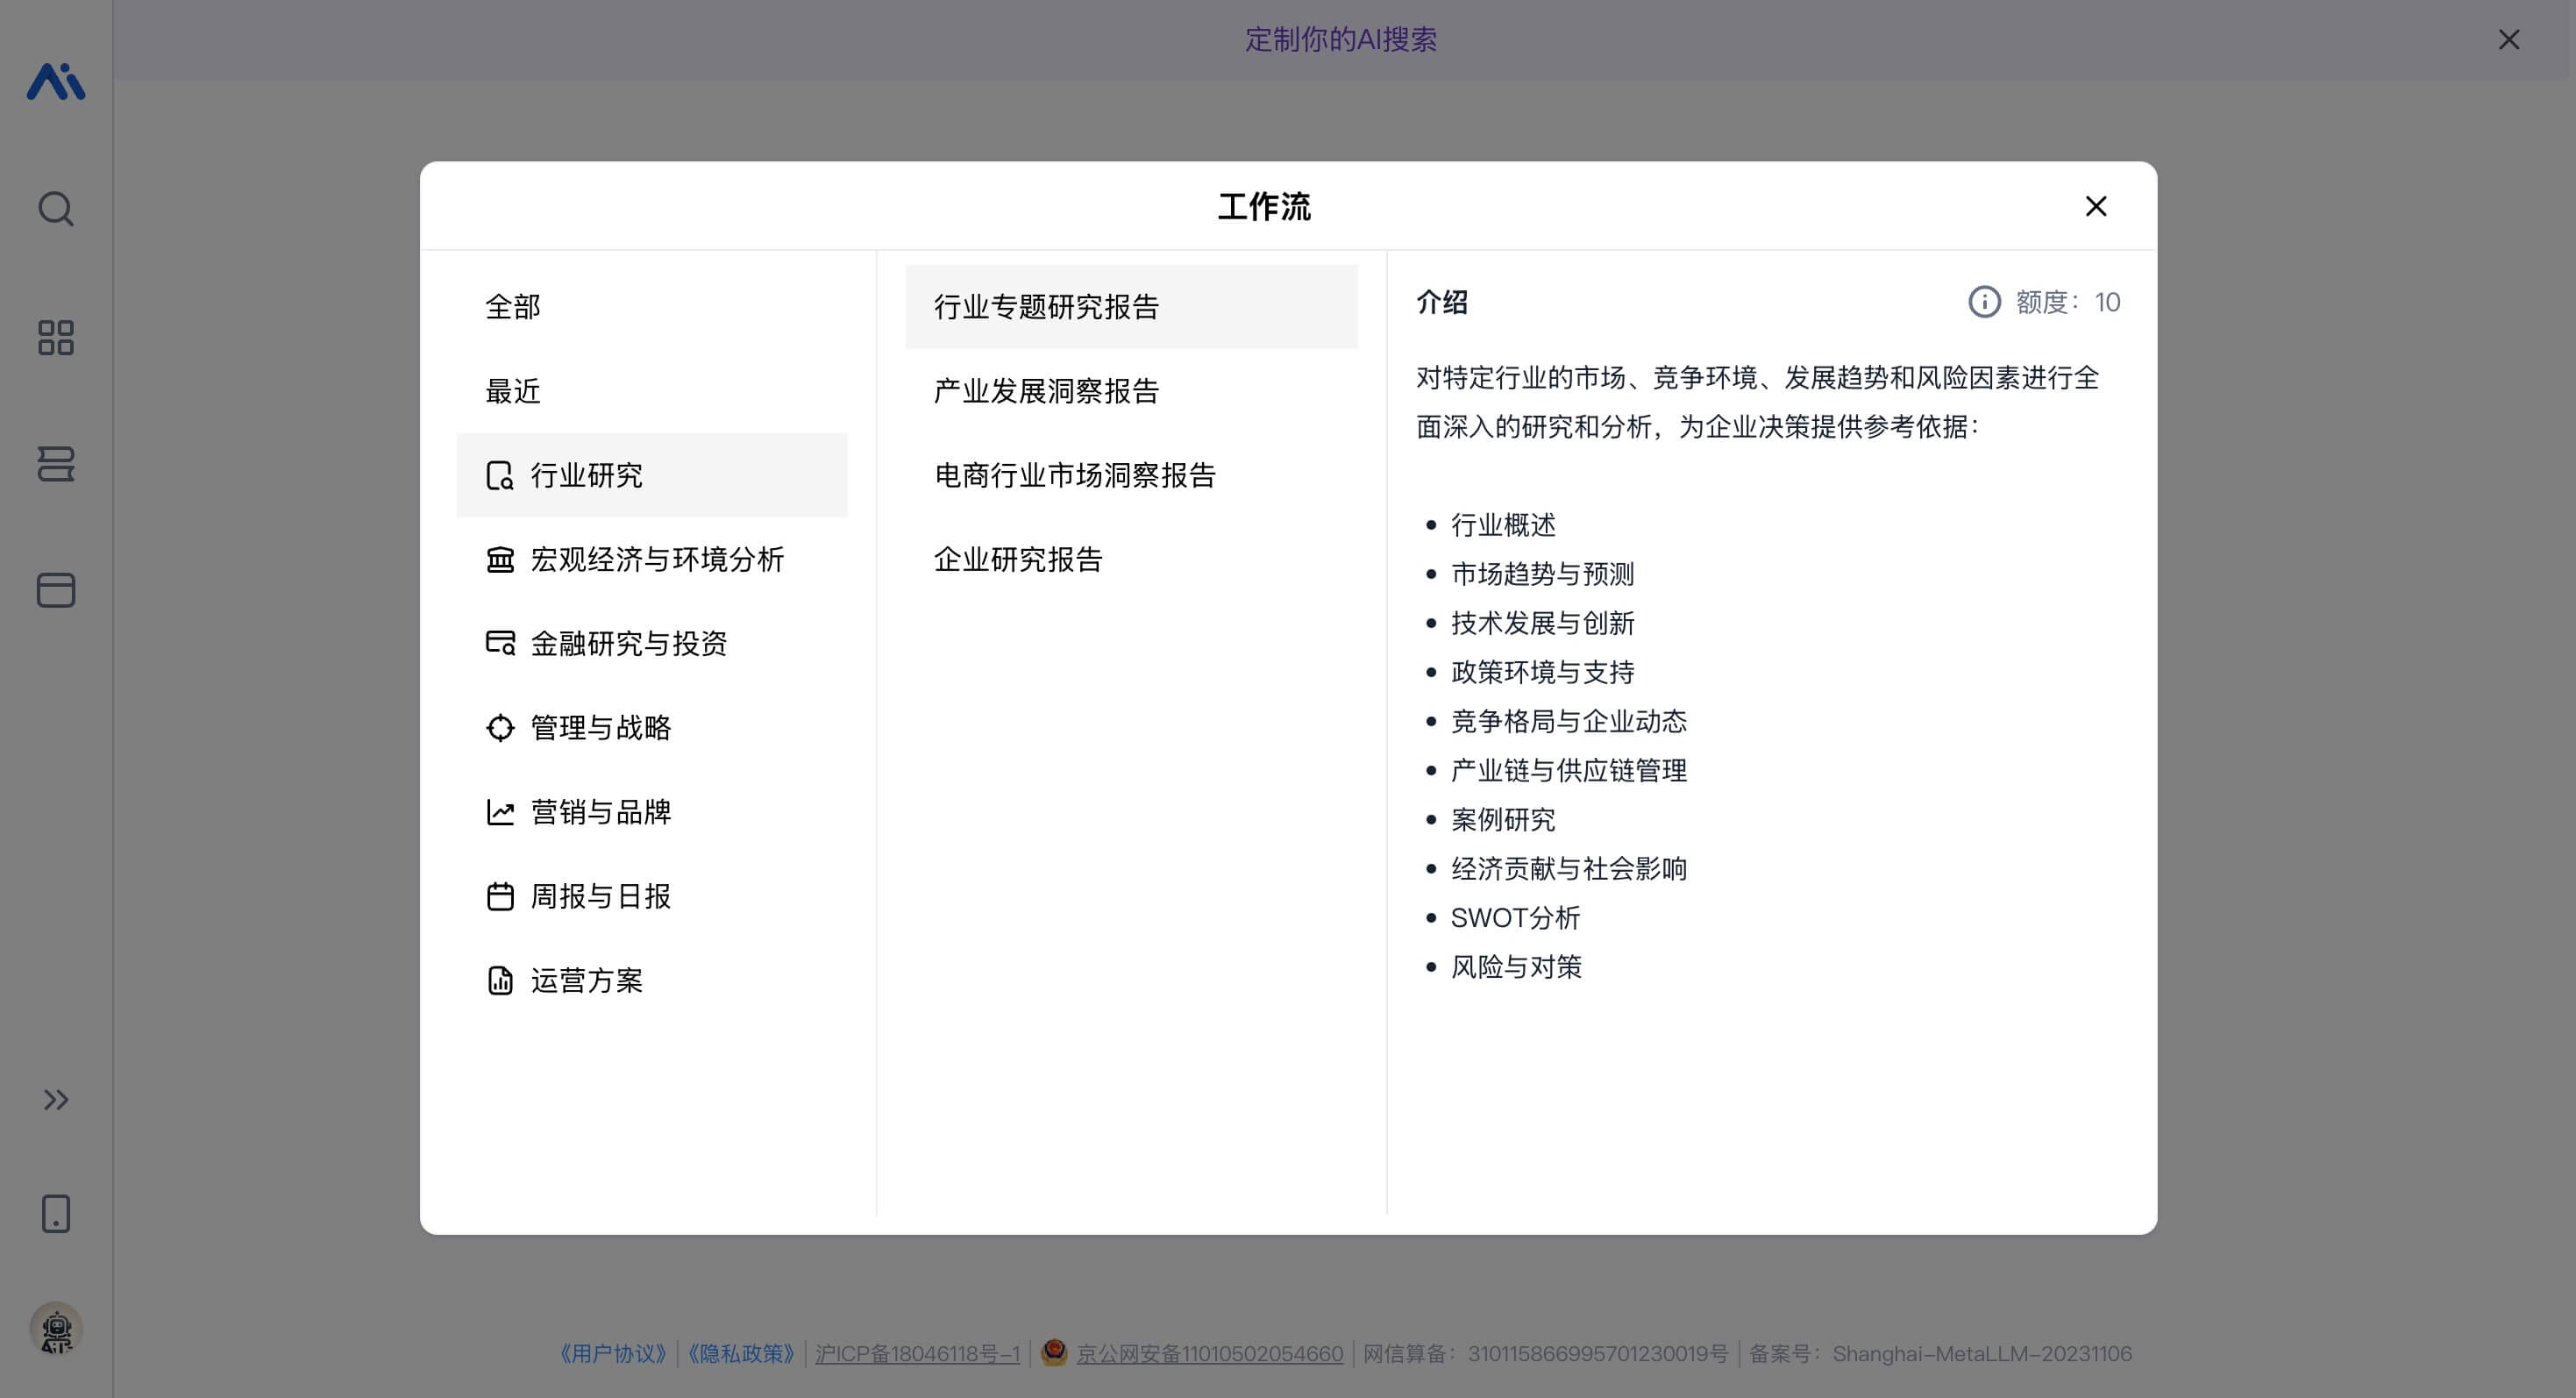 定制你的AI搜索
工作流
全部
最近
行业研究
宏观经济与环境分析
金融研究与投资
管理与战略
营销与品牌
周报与日报
运营方案
行业专题研究报告
产业发展洞察报告
电商行业市场洞察报告
企业研究报告
介绍
额度：10
对特定行业的市场、竞争环境、发展趋势和风险因素进行全
面深入的研究和分析，为企业决策提供参考依据：
行业概述
市场趋势与预测
技术发展与创新
政策环境与支持
竞争格局与企业动态
产业链与供应链管理
案例研究
经济贡献与社会影响
SWOT分析
风险与对策
《用户协议》|《隐私政策》| 沪ICP备18046118号-1 | 京公网安备11010502054660 | 网信算备：310115866995701230019号 | 备案号：Shanghai-MetaLLM-20231106